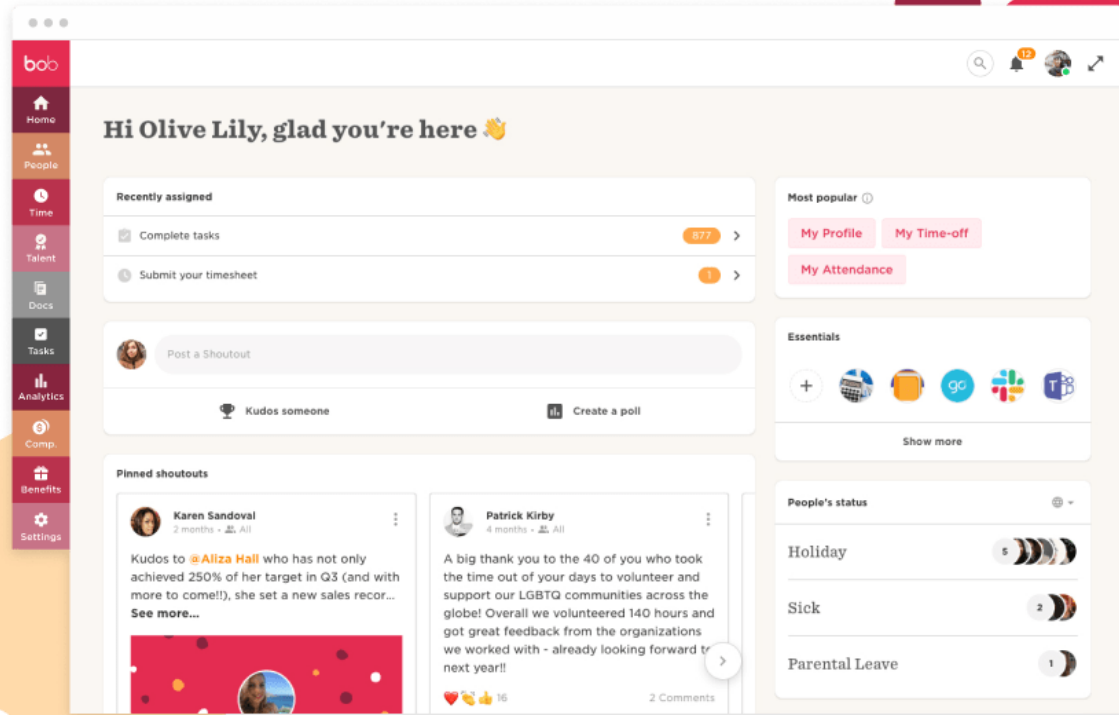 bob
12
Home
People
Time
Talent
Docs
Tasks
Analytics
Comp.
Benefits
Settings
Hi Olive Lily, glad you're here 👋
Recently assigned
Complete tasks 877
Submit your timesheet 1
Post a Shoutout
Kudos someone
Create a poll
Pinned shoutouts
Karen Sandoval
2 months • All
Kudos to @Aliza Hall who has not only
achieved 250% of her target in Q3 (and with
more to come!!), she set a new sales recor...
See more...
Patrick Kirby
4 months • All
A big thank you to the 40 of you who took
the time out of your days to volunteer and
support our LGBTQ communities across the
globe! Overall we volunteered 140 hours and
got great feedback from the organizations
we worked with - already looking forward
next year!!
16
2 Comments
Most popular
My Profile
My Time-off
My Attendance
Essentials
go
T
Show more
People's status
Holiday 5
Sick 2
Parental Leave 1